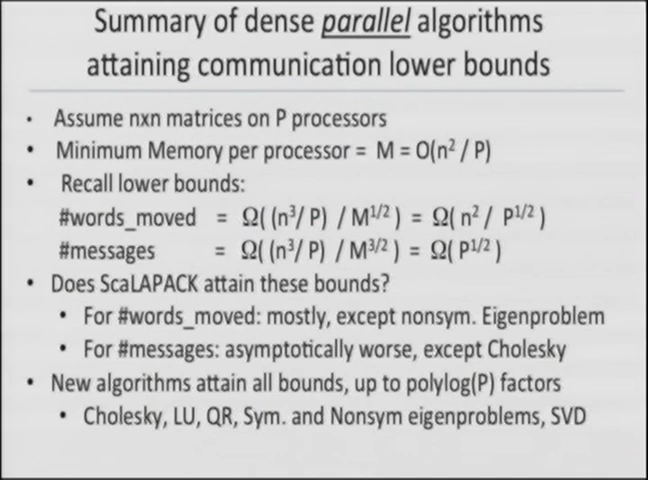 Summary of dense parallel algorithms
attaining communication lower bounds
• Assume nxn matrices on P processors
• Minimum Memory per processor = M = O(n² / P)
• Recall lower bounds:
#words_moved = Ω( (n³/ P) / M^{1/2} ) = Ω( n² / P^{1/2} )
#messages = Ω( (n³/ P) / M^{3/2} ) = Ω( P^{1/2} )
• Does ScaLAPACK attain these bounds?
• For #words_moved: mostly, except nonsym. Eigenproblem
• For #messages: asymptotically worse, except Cholesky
• New algorithms attain all bounds, up to polylog(P) factors
• Cholesky, LU, QR, Sym. and Nonsym eigenproblems, SVD